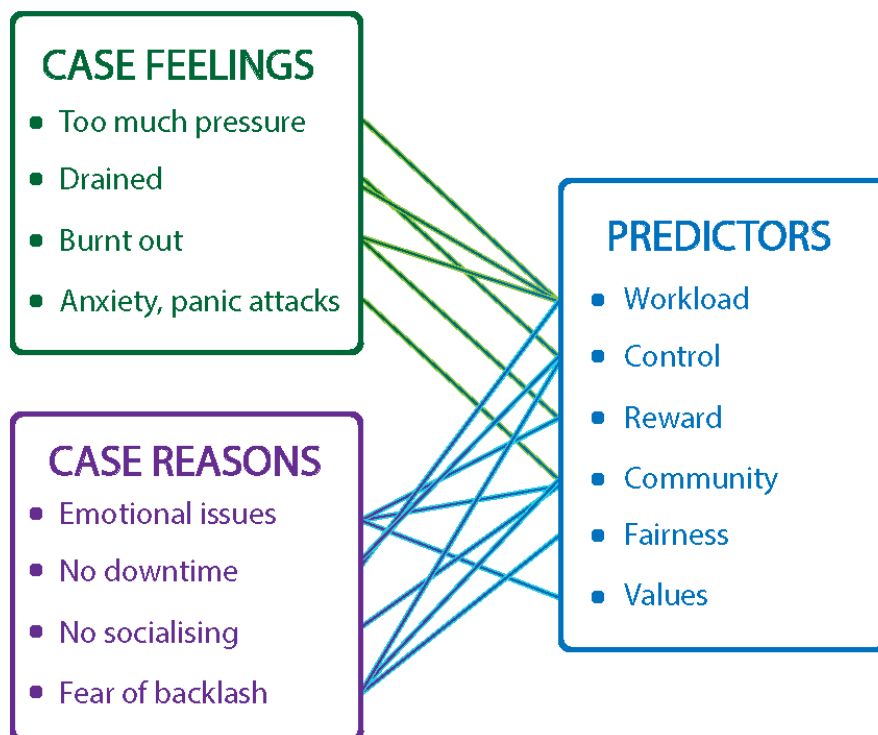 CASE FEELINGS
Too much pressure
Drained
Burnt out
Anxiety, panic attacks
CASE REASONS
Emotional issues
No downtime
No socialising
Fear of backlash
PREDICTORS
Workload
Control
Reward
Community
Fairness
Values